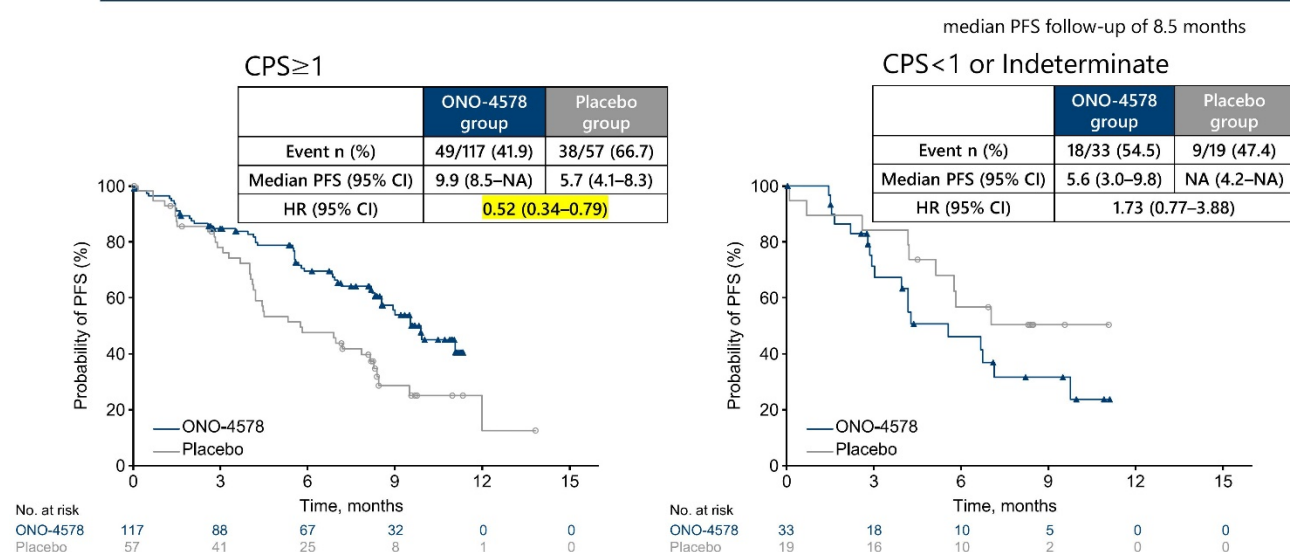 median PFS follow-up of 8.5 months
CPS≧1
ONO-4578 group Placebo group
Event n (%) 49/117 (41.9) 38/57 (66.7)
Median PFS (95% CI) 9.9 (8.5–NA) 5.7 (4.1–8.3)
HR (95% CI) 0.52 (0.34–0.79)
Probability of PFS (%)
100
80
60
40
20
0
ONO-4578
Placebo
0 3 6 9 12 15
Time, months
No. at risk
ONO-4578 117 88 67 32 0 0
Placebo 57 41 25 8 1 0
CPS<1 or Indeterminate
ONO-4578 group Placebo group
Event n (%) 18/33 (54.5) 9/19 (47.4)
Median PFS (95% CI) 5.6 (3.0–9.8) NA (4.2–NA)
HR (95% CI) 1.73 (0.77–3.88)
Probability of PFS (%)
100
80
60
40
20
0
ONO-4578
Placebo
0 3 6 9 12 15
Time, months
No. at risk
ONO-4578 33 18 10 5 0 0
Placebo 19 16 10 2 0 0